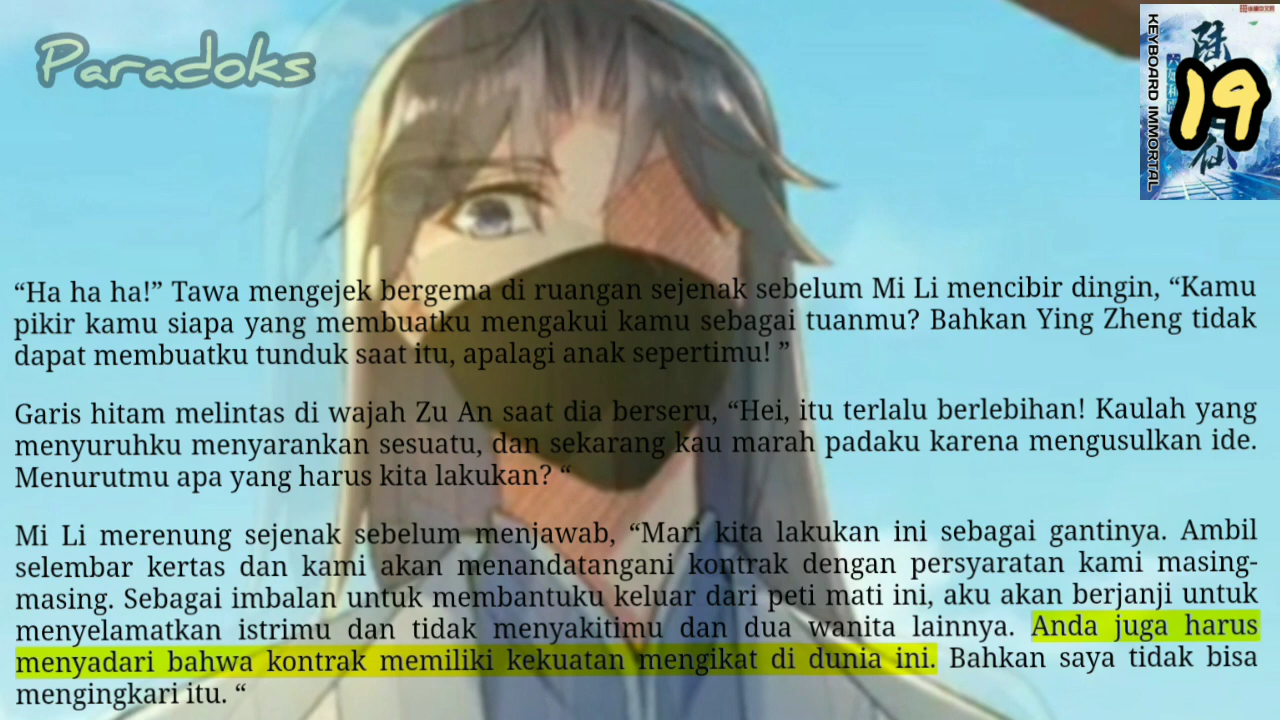 Paradoks
KEYBOARD IMMORTAL
19
“Ha ha ha!” Tawa mengejek bergema di ruangan sejenak sebelum Mi Li mencibir dingin, “Kamu
pikir kamu siapa yang membuatku mengakui kamu sebagai tuanmu? Bahkan Ying Zheng tidak
dapat membuatku tunduk saat itu, apalagi anak sepertimu! ”
Garis hitam melintas di wajah Zu An saat dia berseru, “Hei, itu terlalu berlebihan! Kaulah yang
menyuruhku menyarankan sesuatu, dan sekarang kau marah padaku karena mengusulkan ide.
Menurutmu apa yang harus kita lakukan? “
Mi Li merenung sejenak sebelum menjawab, “Mari kita lakukan ini sebagai gantinya. Ambil
selembar kertas dan kami akan menandatangani kontrak dengan persyaratan kami masing-
masing. Sebagai imbalan untuk membantuku keluar dari peti mati ini, aku akan berjanji untuk
menyelamatkan istrimu dan tidak menyakitimu dan dua wanita lainnya. Anda juga harus
menyadari bahwa kontrak memiliki kekuatan mengikat di dunia ini. Bahkan saya tidak bisa
mengingkari itu. “